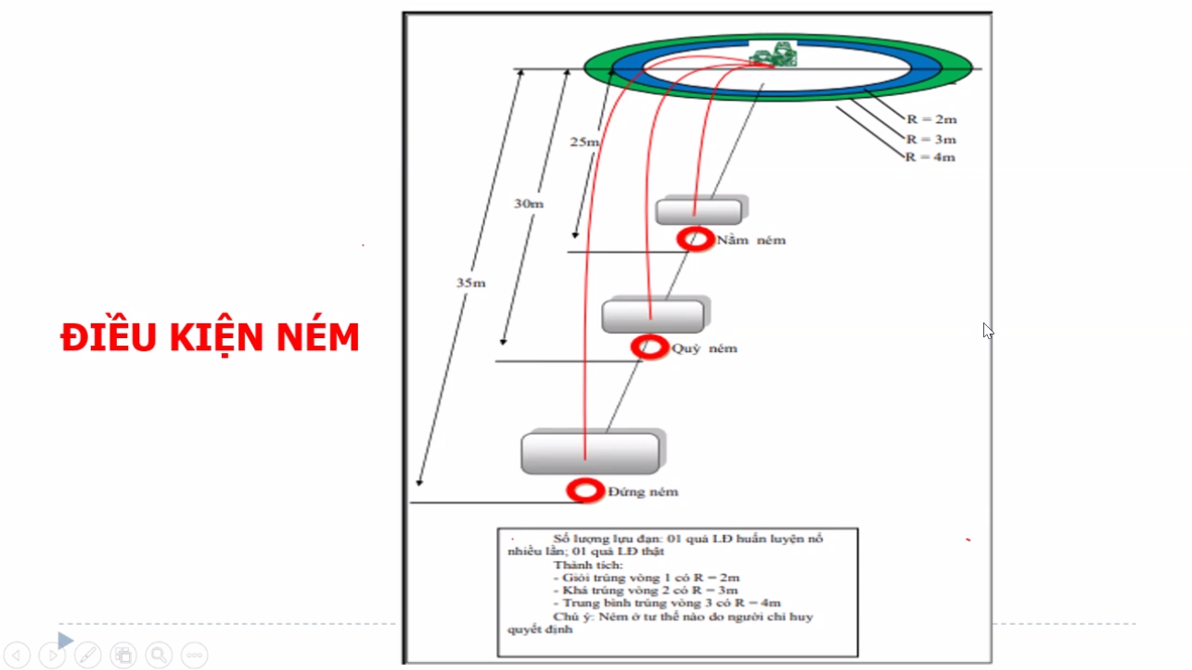 25m
R = 2m
R = 3m
R = 4m
30m
Nằm ném
35m
ĐIỀU KIỆN NÉM
Quỳ ném
Đứng ném
Số lượng lựu đạn: 01 quả LĐ huấn luyện nổ
nhiều lần; 01 quả LĐ thật
Thành tích:
- Giỏi trúng vòng 1 có R = 2m
- Khá trúng vòng 2 có R = 3m
- Trung bình trúng vòng 3 có R = 4m
Chú ý: Ném ở tư thế nào do người chỉ huy
quyết định